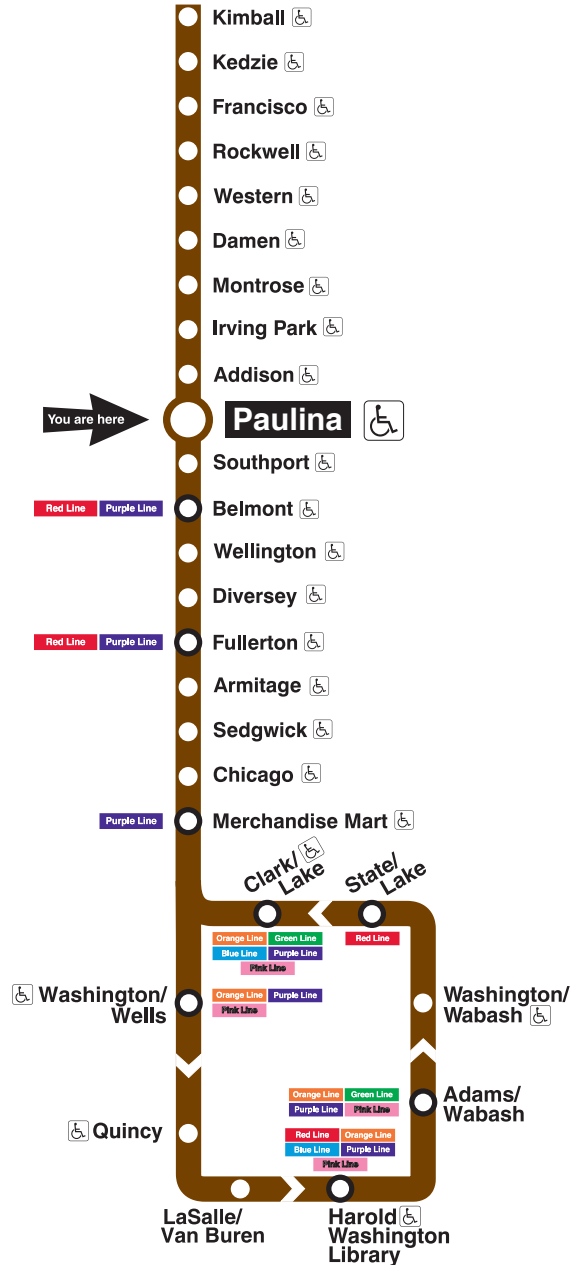 Kimball
Kedzie
Francisco
Rockwell
Western
Damen
Montrose
Irving Park
Addison
You are here
Paulina
Southport
Red Line Purple Line
Belmont
Wellington
Diversey
Red Line Purple Line
Fullerton
Armitage
Sedgwick
Chicago
Purple Line
Merchandise Mart
Clark/
Lake
State/
Lake
Orange Line Green Line
Blue Line Purple Line
Pink Line
Red Line
Washington/
Wells
Orange Line Purple Line
Pink Line
Washington/
Wabash
Orange Line Green Line
Purple Line Pink Line
Adams/
Wabash
Quincy
Red Line Orange Line
Blue Line Purple Line
Pink Line
LaSalle/
Van Buren
Harold
Washington
Library